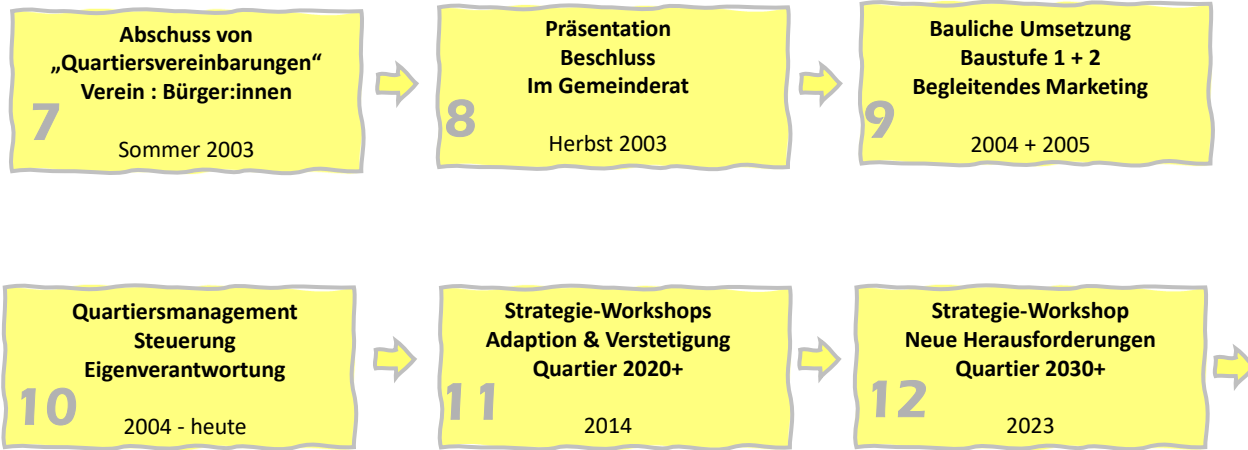 Abschuss von
„Quartiersvereinbarungen“
Verein : Bürger:innen
7
Sommer 2003
Präsentation
Beschluss
Im Gemeinderat
8
Herbst 2003
Bauliche Umsetzung
Baustufe 1 + 2
Begleitendes Marketing
9
2004 + 2005
Quartiersmanagement
Steuerung
Eigenverantwortung
10
2004 - heute
Strategie-Workshops
Adaption & Verstetigung
Quartier 2020+
11
2014
Strategie-Workshop
Neue Herausforderungen
Quartier 2030+
12
2023